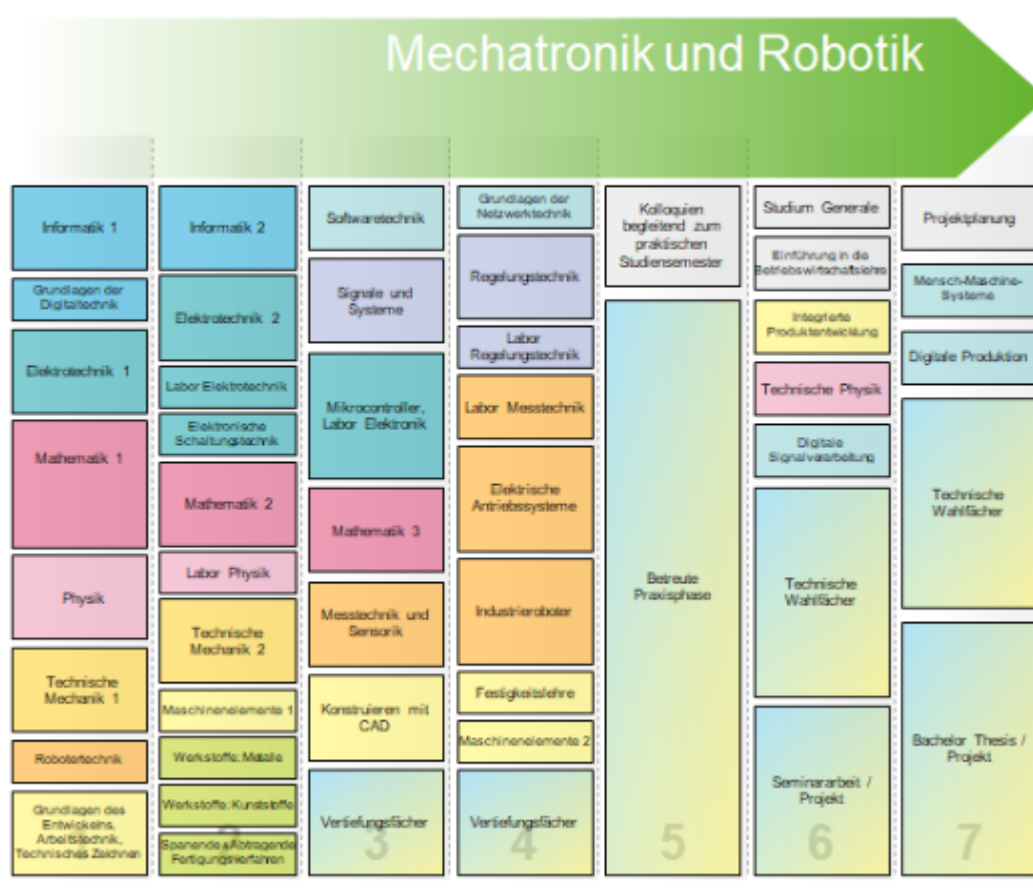 Mechatronik und Robotik
Informatik 1
Grundlagen der
Digitaltechnik
Elektrotechnik 1
Mathematik 1
Physik
Technische
Mechanik 1
Robotertechnik
Grundlagen des
Entwickelns,
Arbeitstechnik,
Technisches Zeichnen
Informatik 2
Elektrotechnik 2
Labor Elektrotechnik
Elektronische
Schaltungstechnik
Mathematik 2
Labor Physik
Technische
Mechanik 2
Maschinenelemente 1
Werkstoffe: Metalle
Werkstoffe: Kunststoffe
Spanende & Abtragende
Fertigungsverfahren
2
Softwaretechnik
Signale und
Systeme
Mikrocontroller,
Labor Elektronik
Mathematik 3
Messtechnik und
Sensorik
Konstruieren mit
CAD
Vertiefungsfächer
3
Grundlagen der
Netzwerktechnik
Regelungstechnik
Labor
Regelungstechnik
Labor Messtechnik
Elektrische
Antriebssysteme
Industrieroboter
Festigkeitslehre
Maschinenelemente 2
Vertiefungsfächer
4
Kolloquien
begleitend zum
praktischen
Studiensemester
Betreute
Praxisphase
5
Studium Generale
Einführung in die
Betriebswirtschaftslehre
Integrierte
Produktentwicklung
Technische Physik
Digitale
Signalverarbeitung
Technische
Wahlfächer
Seminararbeit /
Projekt
6
Projektplanung
Mensch-Maschine-
Systeme
Digitale Produktion
Technische
Wahlfächer
Bachelor Thesis /
Projekt
7